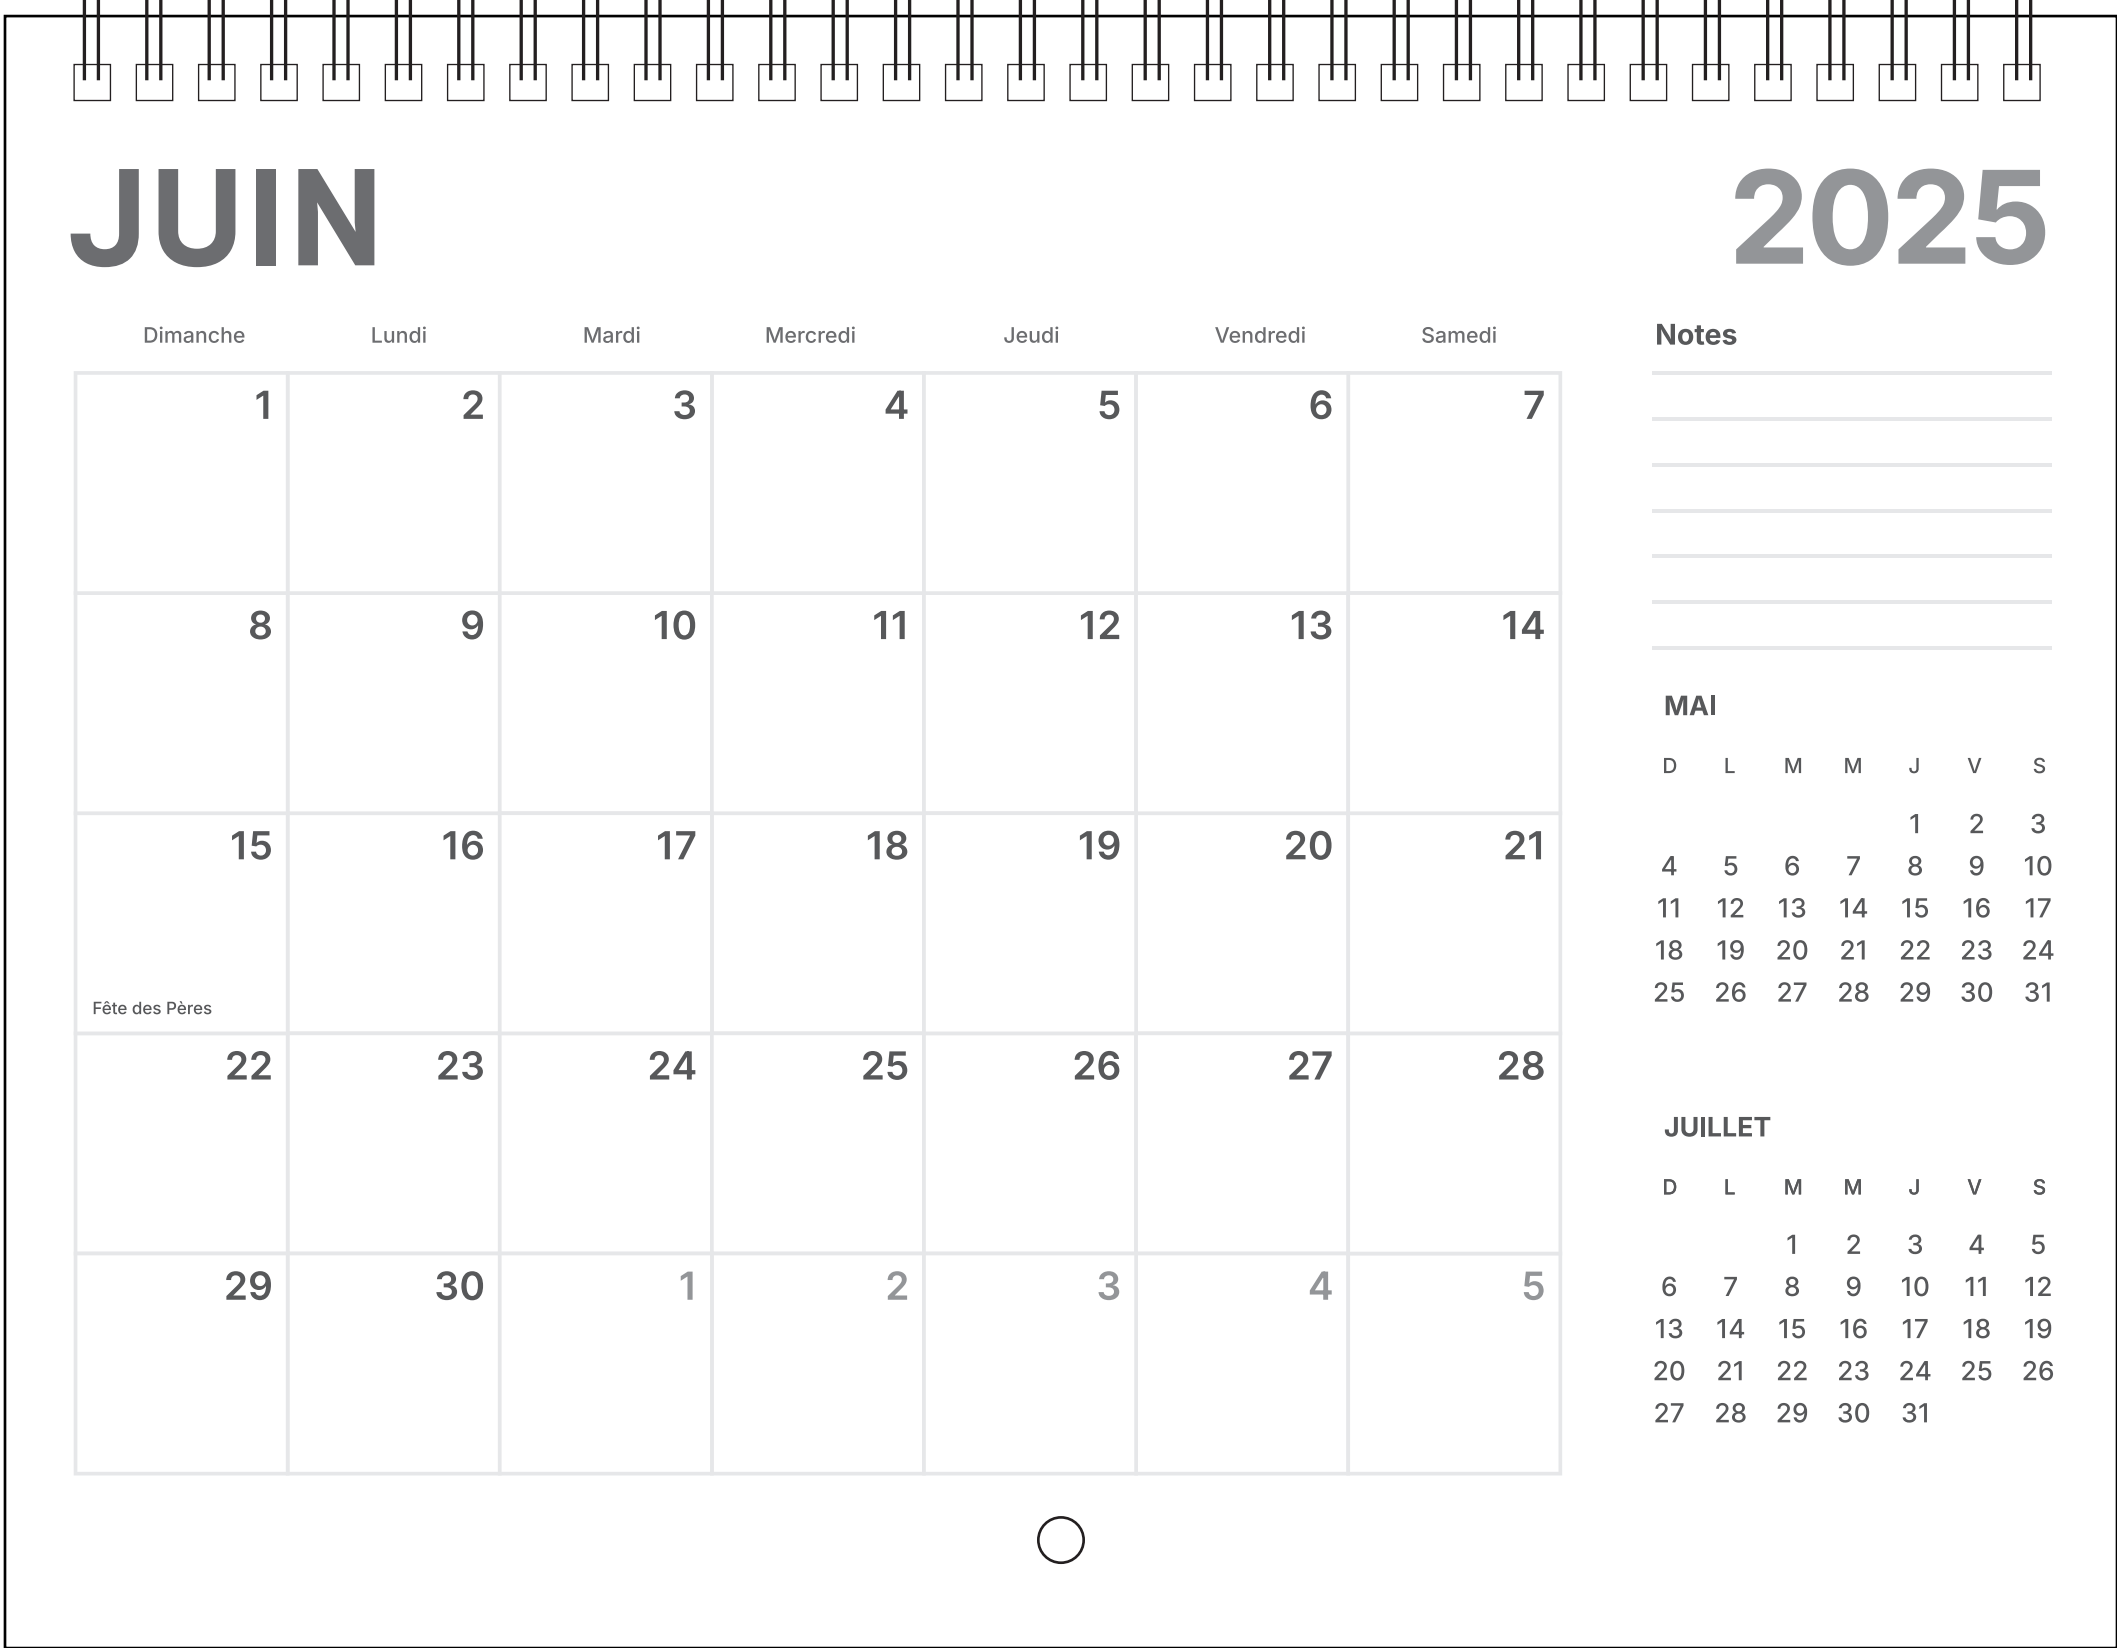 JUIN 2025
Dimanche Lundi Mardi Mercredi Jeudi Vendredi Samedi
1 2 3 4 5 6 7
8 9 10 11 12 13 14
15 16 17 18 19 20 21
Fête des Pères
22 23 24 25 26 27 28
29 30 1 2 3 4 5
Notes
MAI
D L M M J V S
1 2 3
4 5 6 7 8 9 10
11 12 13 14 15 16 17
18 19 20 21 22 23 24
25 26 27 28 29 30 31
JUILLET
D L M M J V S
1 2 3 4 5
6 7 8 9 10 11 12
13 14 15 16 17 18 19
20 21 22 23 24 25 26
27 28 29 30 31